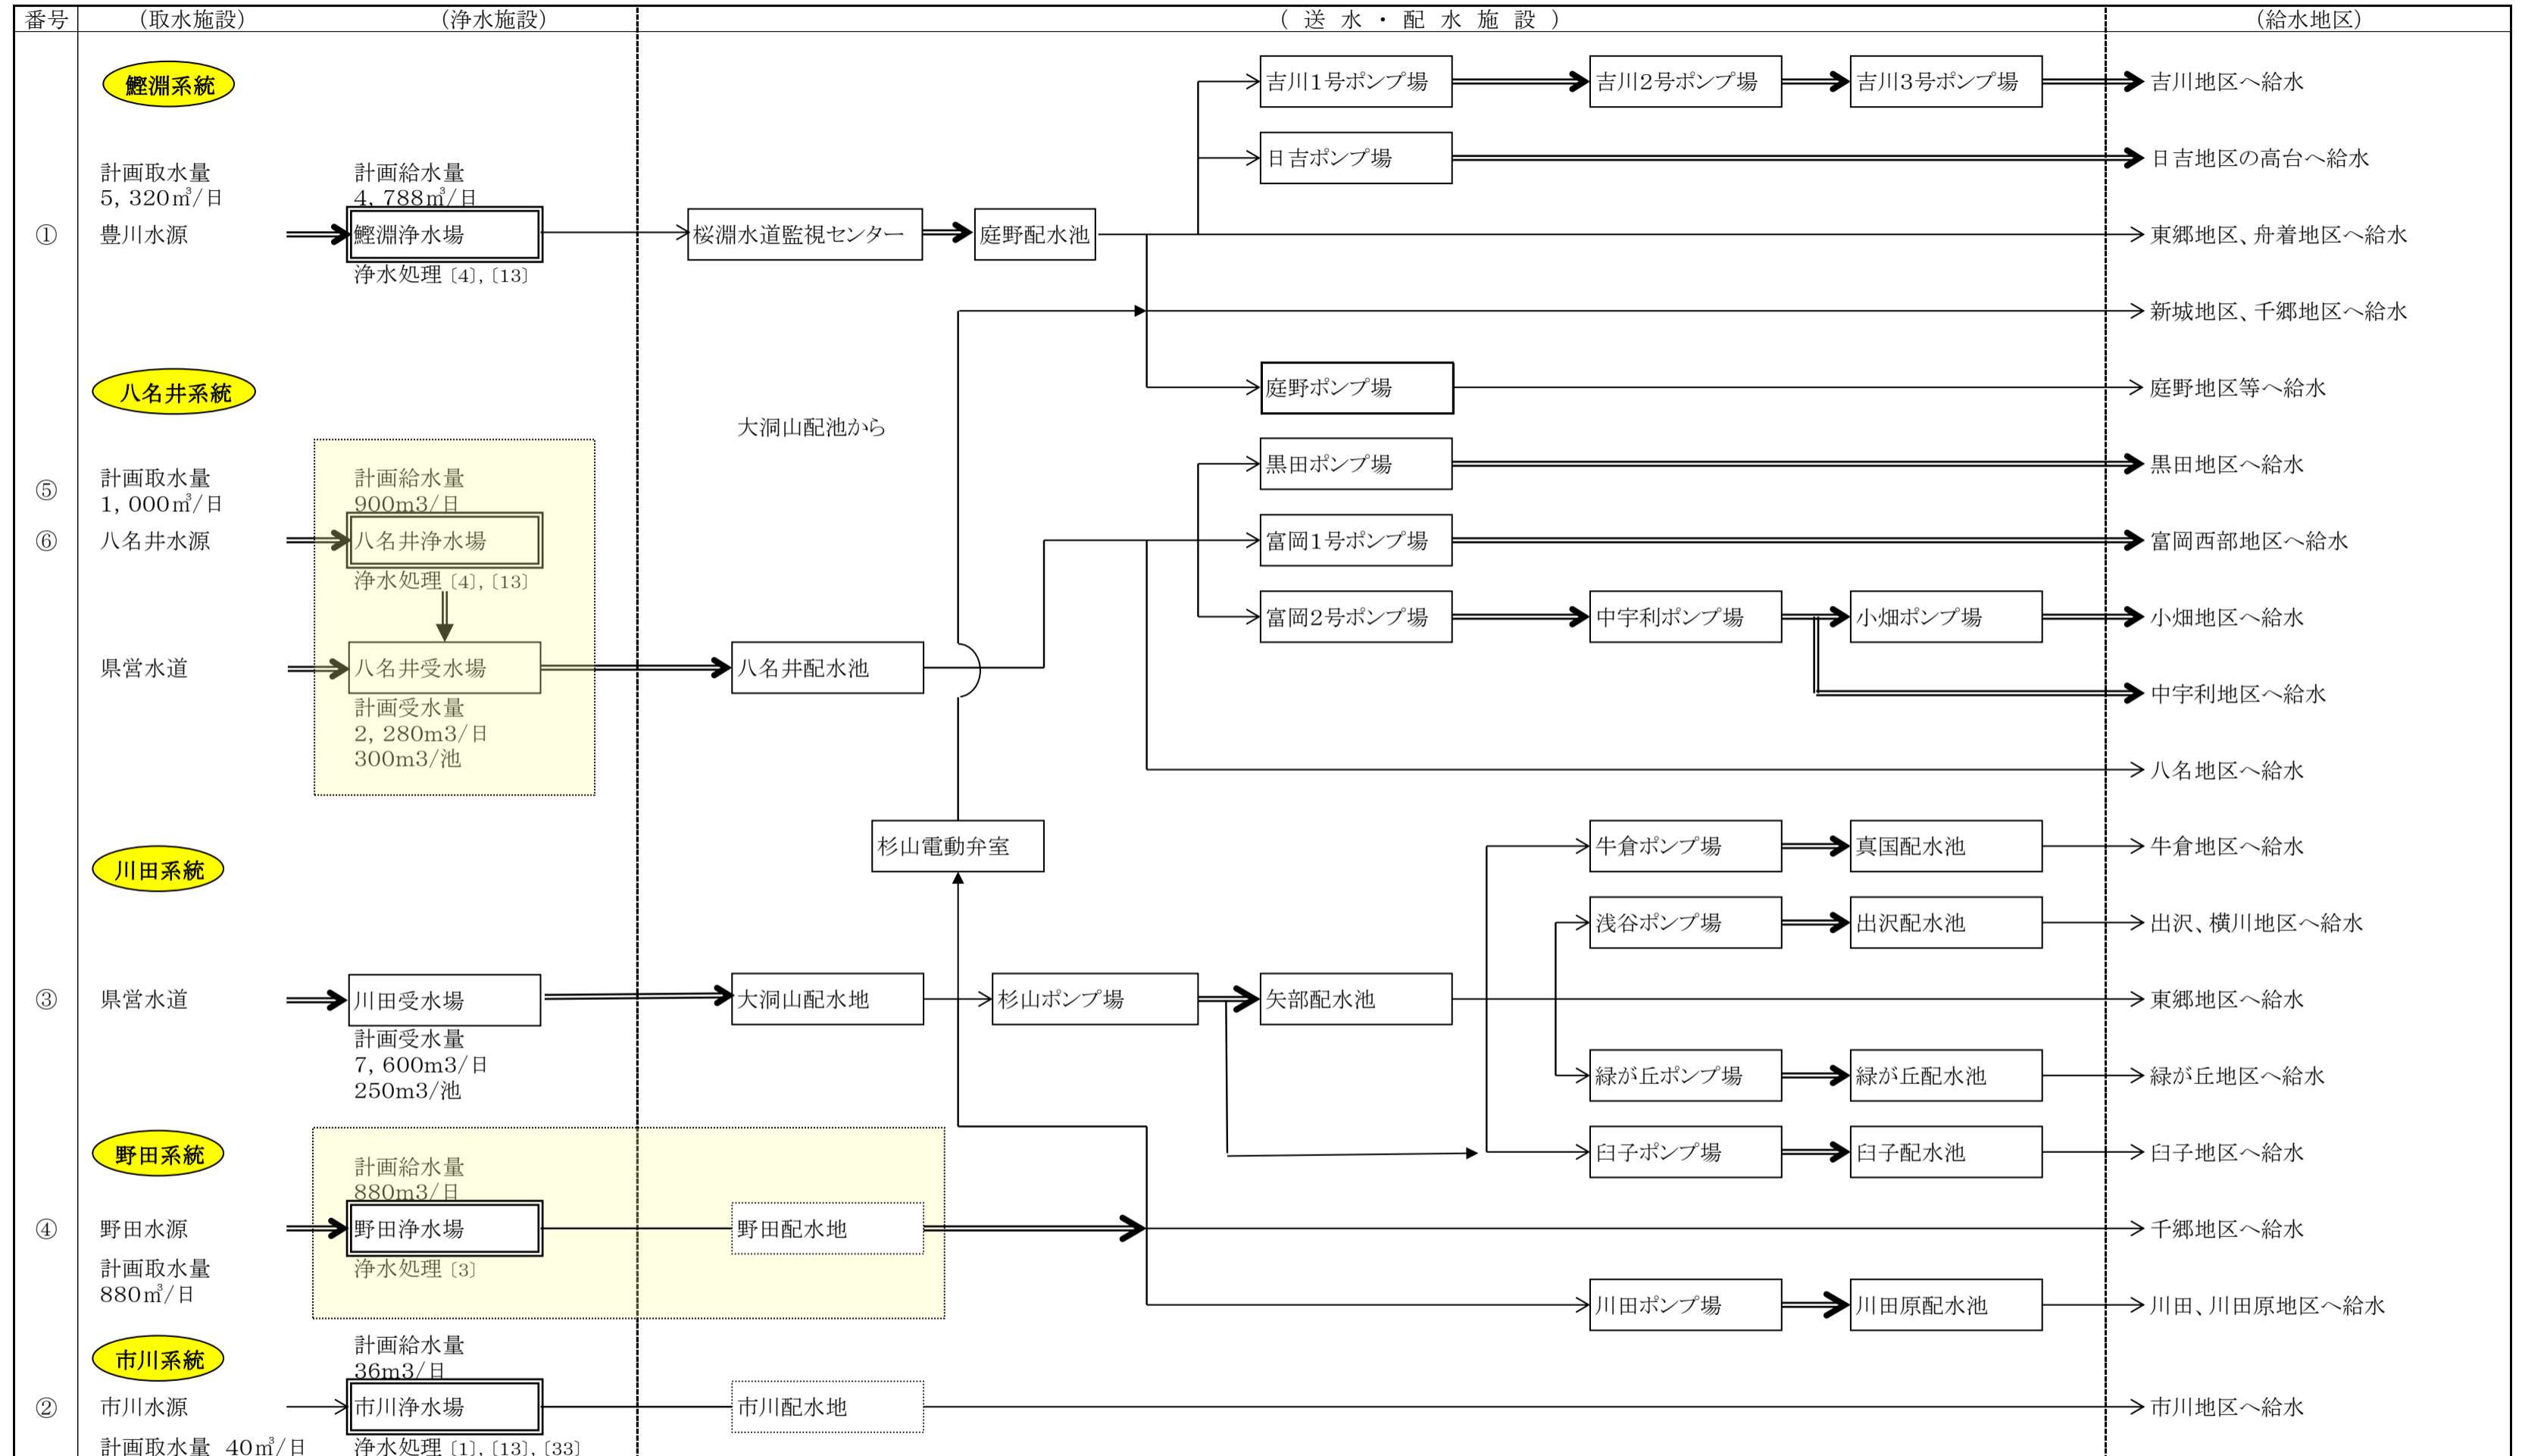 番号 (取水施設) (浄水施設) (送水・配水施設) (給水地区)
鰹淵系統
吉川1号ポンプ場 吉川2号ポンプ場 吉川3号ポンプ場 吉川地区へ給水
日吉ポンプ場 日吉地区の高台へ給水
計画取水量 計画給水量
5,320㎥/日 4,788㎥/日
① 豊川水源 鰹淵浄水場 桜淵水道監視センター 庭野配水池 東郷地区、舟着地区へ給水
浄水処理〔4〕,〔13〕
新城地区、千郷地区へ給水
八名井系統
庭野ポンプ場 庭野地区等へ給水
大洞山配池から
黒田ポンプ場 黒田地区へ給水
計画取水量 計画給水量
⑤
1,000㎥/日 900m3/日
⑥ 八名井水源 八名井浄水場 富岡1号ポンプ場 富岡西部地区へ給水
浄水処理〔4〕,〔13〕
富岡2号ポンプ場 中宇利ポンプ場 小畑ポンプ場 小畑地区へ給水
県営水道 八名井受水場 八名井配水池
中宇利地区へ給水
計画受水量
2,280m3/日
300m3/池
八名地区へ給水
杉山電動弁室 牛倉ポンプ場 真国配水池 牛倉地区へ給水
川田系統
浅谷ポンプ場 出沢配水池 出沢、横川地区へ給水
③ 県営水道 川田受水場 大洞山配水地 杉山ポンプ場 矢部配水池 東郷地区へ給水
計画受水量
7,600m3/日
250m3/池
緑が丘ポンプ場 緑が丘配水池 緑が丘地区へ給水
野田系統
臼子ポンプ場 臼子配水池 臼子地区へ給水
計画給水量
880m3/日
④ 野田水源 野田浄水場 野田配水地 千郷地区へ給水
計画取水量 浄水処理〔3〕
880㎥/日
川田ポンプ場 川田原配水池 川田、川田原地区へ給水
市川系統
計画給水量
36m3/日
② 市川水源 市川浄水場 市川配水地 市川地区へ給水
計画取水量 40㎥/日 浄水処理〔1〕,〔13〕,〔33〕